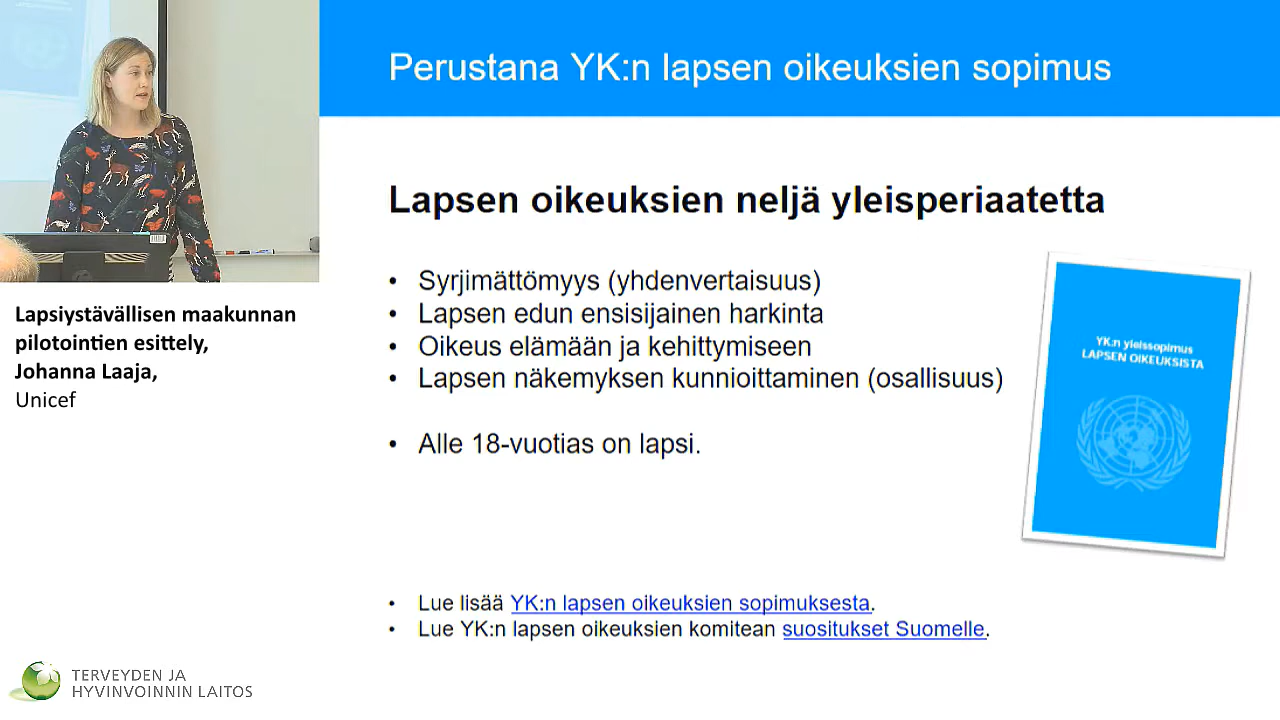 Perustana YK:n lapsen oikeuksien sopimus
Lapsen oikeuksien neljä yleisperiaatetta
• Syrjimättömyys (yhdenvertaisuus)
• Lapsen edun ensisijainen harkinta
• Oikeus elämään ja kehittymiseen
• Lapsen näkemyksen kunnioittaminen (osallisuus)
• Alle 18-vuotias on lapsi.
YK:n yleissopimus
LAPSEN OIKEUKSISTA
• Lue lisää YK:n lapsen oikeuksien sopimuksesta.
• Lue YK:n lapsen oikeuksien komitean suositukset Suomelle.
Lapsiystävällisen maakunnan
pilotointien esittely,
Johanna Laaja,
Unicef
TERVEYDEN JA
HYVINVOINNIN LAITOS